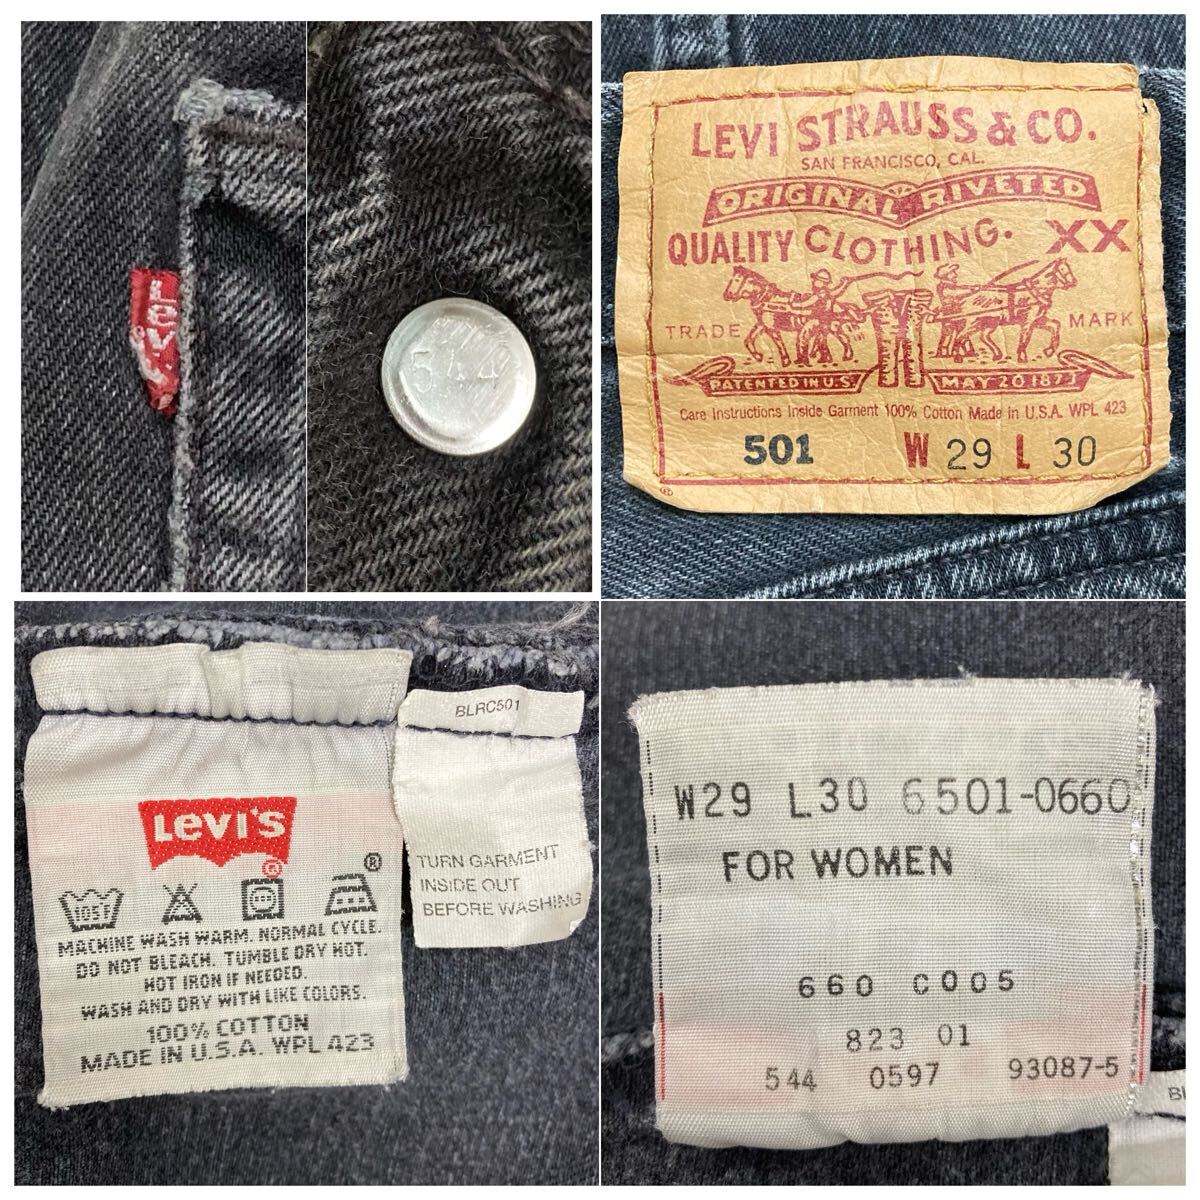 Levi's
544
LEVI STRAUSS & CO.
SAN FRANCISCO, CAL.
ORIGINAL RIVETED
QUALITY CLOTHING. XX
TRADE MARK
PATENTED IN U.S. MAY 20 1873
Care Instructions Inside Garment 100% Cotton Made in U.S.A. WPL 423
501 W 29 L 30
®
BLRC501
LEVI'S
®
®
105F
MACHINE WASH WARM. NORMAL CYCLE.
DO NOT BLEACH. TUMBLE DRY HOT.
HOT IRON IF NEEDED.
WASH AND DRY WITH LIKE COLORS.
100% COTTON
MADE IN U.S.A. WPL 423
TURN GARMENT
INSIDE OUT
BEFORE WASHING
W29 L30 6501-0660
FOR WOMEN
660 C005
823 01
544 0597 93087-5
BL